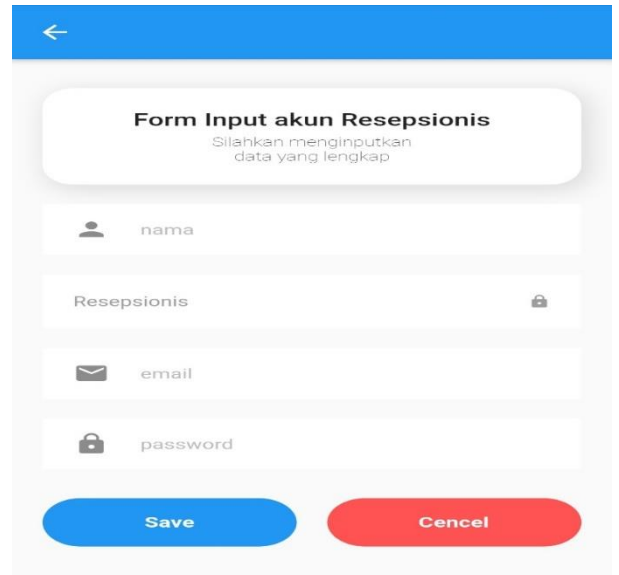 Form Input akun Resepsionis
Silahkan menginputkan
data yang lengkap
nama
Resepsionis
email
password
Save
Cencel